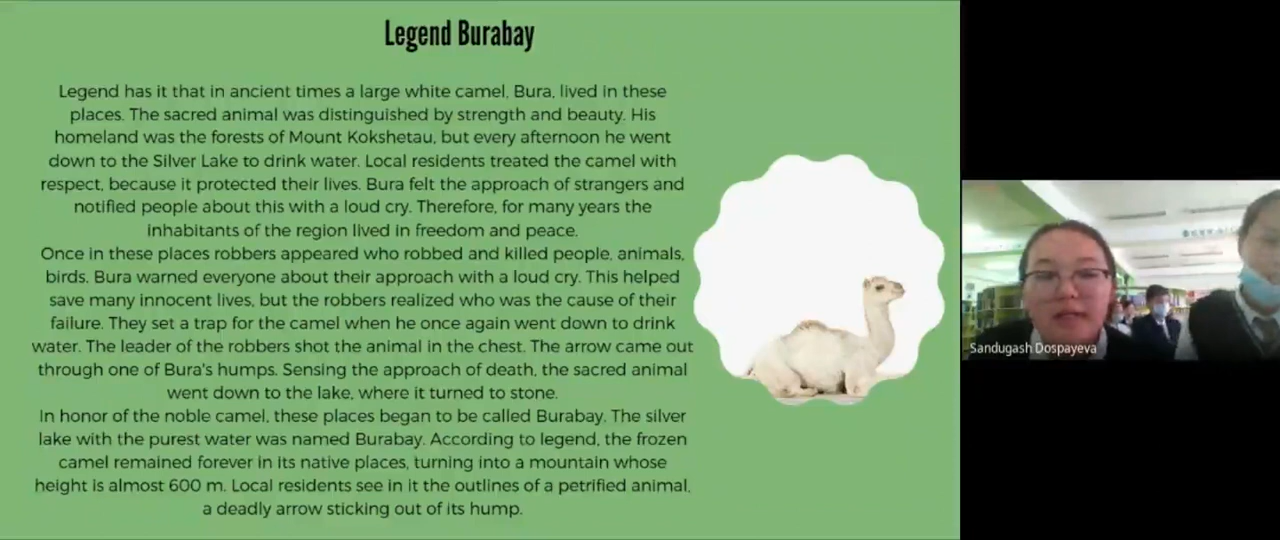 Legend Burabay
Legend has it that in ancient times a large white camel, Bura, lived in these
places. The sacred animal was distinguished by strength and beauty. His
homeland was the forests of Mount Kokshetau, but every afternoon he went
down to the Silver Lake to drink water. Local residents treated the camel with
respect, because it protected their lives. Bura felt the approach of strangers and
notified people about this with a loud cry. Therefore, for many years the
inhabitants of the region lived in freedom and peace.
Once in these places robbers appeared who robbed and killed people, animals,
birds. Bura warned everyone about their approach with a loud cry. This helped
save many innocent lives, but the robbers realized who was the cause of their
failure. They set a trap for the camel when he once again went down to drink
water. The leader of the robbers shot the animal in the chest. The arrow came out
through one of Bura's humps. Sensing the approach of death, the sacred animal
went down to the lake, where it turned to stone.
In honor of the noble camel, these places began to be called Burabay. The silver
lake with the purest water was named Burabay. According to legend, the frozen
camel remained forever in its native places, turning into a mountain whose
height is almost 600 m. Local residents see in it the outlines of a petrified animal,
a deadly arrow sticking out of its hump.
Sandugash Dospayeva